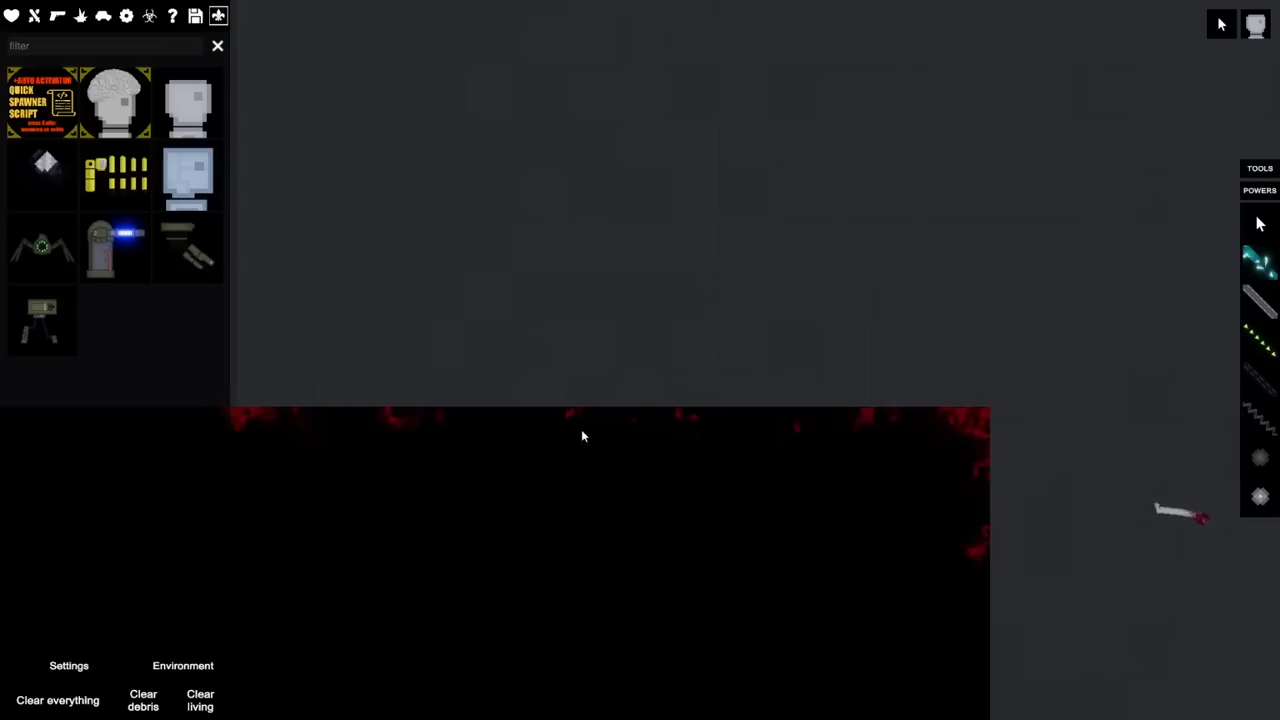 filter
+AUTO ACTIVATOR
QUICK
SPAWNER
SCRIPT
TOOLS
POWERS
Settings
Environment
Clear everything
Clear
debris
Clear
living